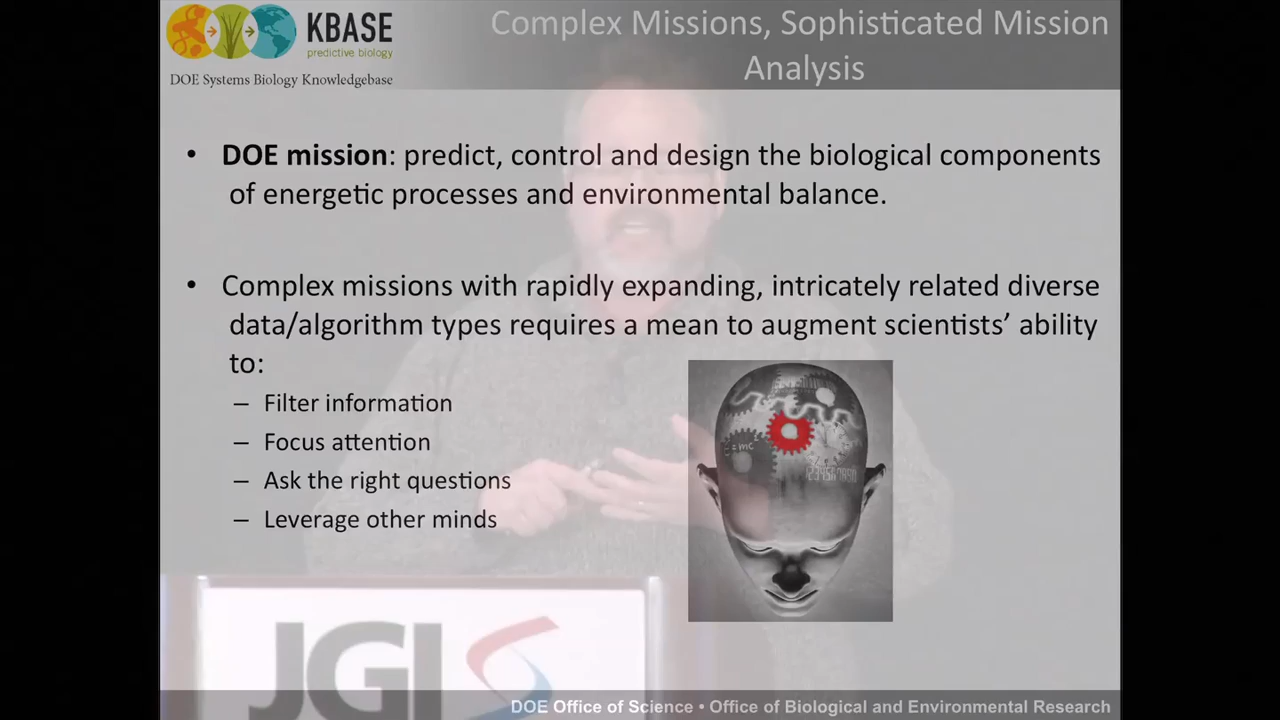 KBASE
predictive biology
DOE Systems Biology Knowledgebase
Complex Missions, Sophisticated Mission
Analysis
• DOE mission: predict, control and design the biological components
of energetic processes and environmental balance.
• Complex missions with rapidly expanding, intricately related diverse
data/algorithm types requires a mean to augment scientists’ ability
to:
– Filter information
– Focus attention
– Ask the right questions
– Leverage other minds
JGI
DOE Office of Science • Office of Biological and Environmental Research